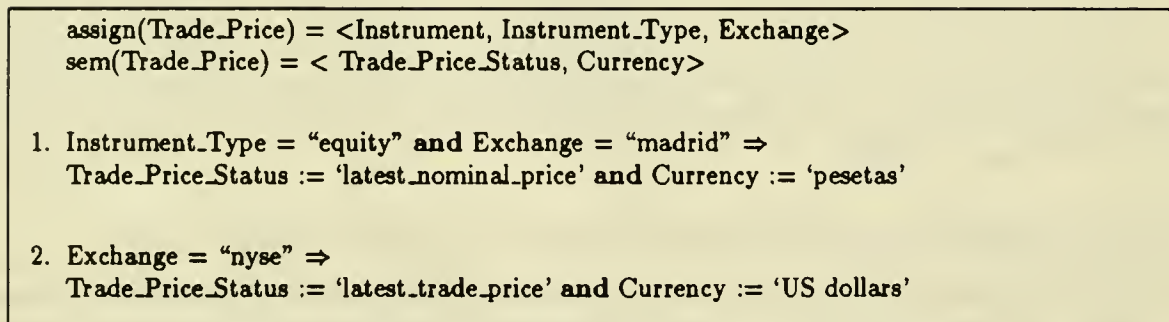 assign(Trade_Price) = <Instrument, Instrument_Type, Exchange>
sem(Trade_Price) = < Trade_Price_Status, Currency>
1. Instrument_Type = “equity” and Exchange = “madrid” ⇒
Trade_Price_Status := ‘latest_nominal_price’ and Currency := ‘pesetas’
2. Exchange = “nyse” ⇒
Trade_Price_Status := ‘latest_trade_price’ and Currency := ‘US dollars’